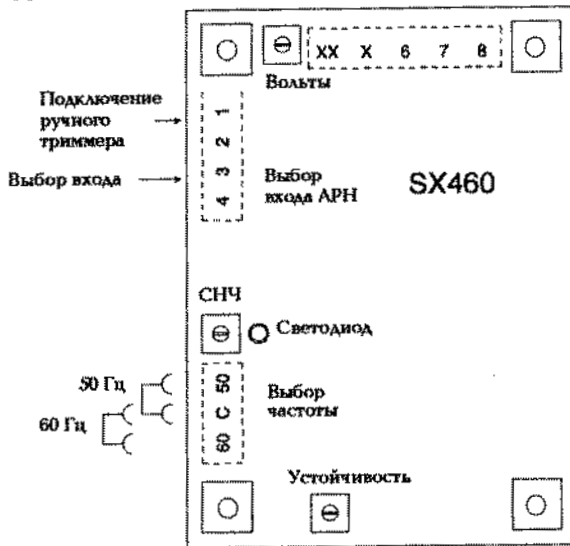 XX X 6 7 8
Вольты
Подключение
ручного
триммера
1
2
3
4
Выбор входа
Выбор
входа АРН
SX460
СНЧ
Светодиод
50 Гц
60 Гц
50
С
60
Выбор
частоты
Устойчивость